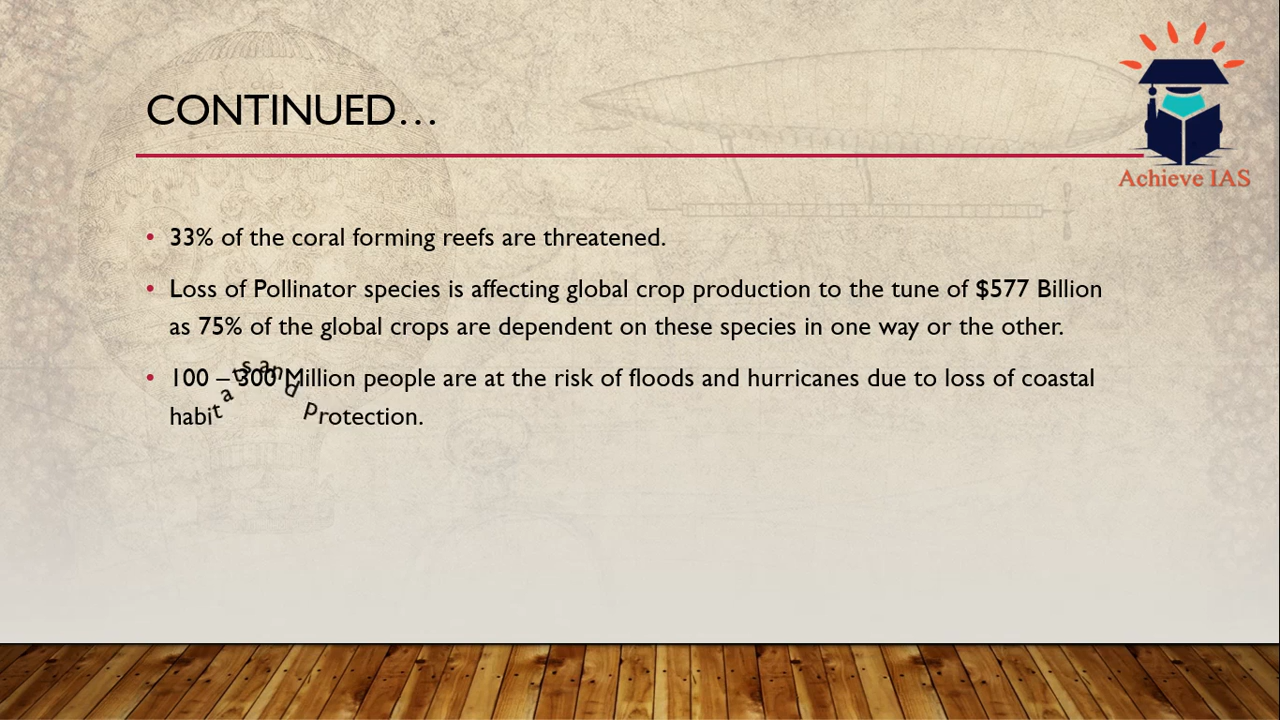 CONTINUED...
Achieve IAS
• 33% of the coral forming reefs are threatened.
• Loss of Pollinator species is affecting global crop production to the tune of $577 Billion
as 75% of the global crops are dependent on these species in one way or the other.
• 100 – 300 Million people are at the risk of floods and hurricanes due to loss of coastal
habitats and protection.